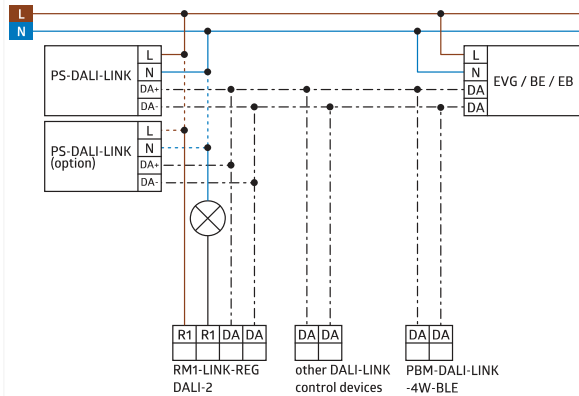 L
N
PS-DALI-LINK
L
N
DA+
DA-
EVG / BE / EB
L
N
DA
DA
PS-DALI-LINK
(option)
L
N
DA+
DA-
R1 R1 DA DA
RM1-LINK-REG
DALI-2
DA DA
other DALI-LINK
control devices
DA DA
PBM-DALI-LINK
-4W-BLE